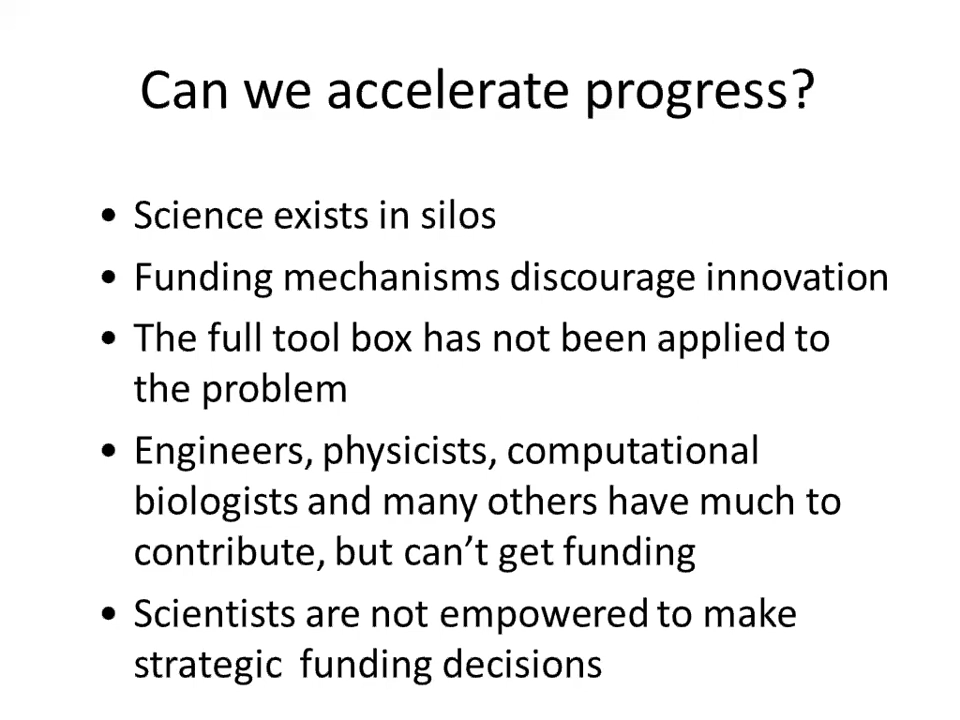 Can we accelerate progress?
• Science exists in silos
• Funding mechanisms discourage innovation
• The full tool box has not been applied to
the problem
• Engineers, physicists, computational
biologists and many others have much to
contribute, but can’t get funding
• Scientists are not empowered to make
strategic  funding decisions